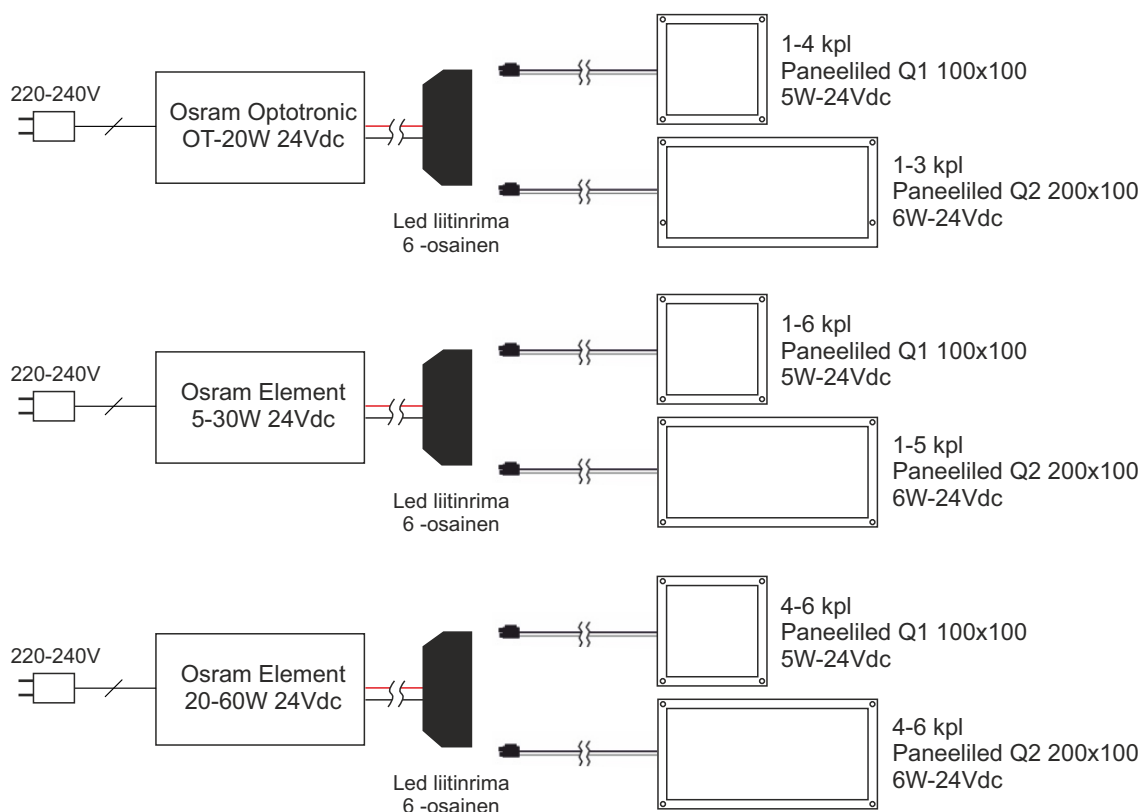 220-240V
Osram Optotronic
OT-20W 24Vdc
Led liitinrima
6 -osainen
1-4 kpl
Paneeliled Q1 100x100
5W-24Vdc
1-3 kpl
Paneeliled Q2 200x100
6W-24Vdc
220-240V
Osram Element
5-30W 24Vdc
Led liitinrima
6 -osainen
1-6 kpl
Paneeliled Q1 100x100
5W-24Vdc
1-5 kpl
Paneeliled Q2 200x100
6W-24Vdc
220-240V
Osram Element
20-60W 24Vdc
Led liitinrima
6 -osainen
4-6 kpl
Paneeliled Q1 100x100
5W-24Vdc
4-6 kpl
Paneeliled Q2 200x100
6W-24Vdc